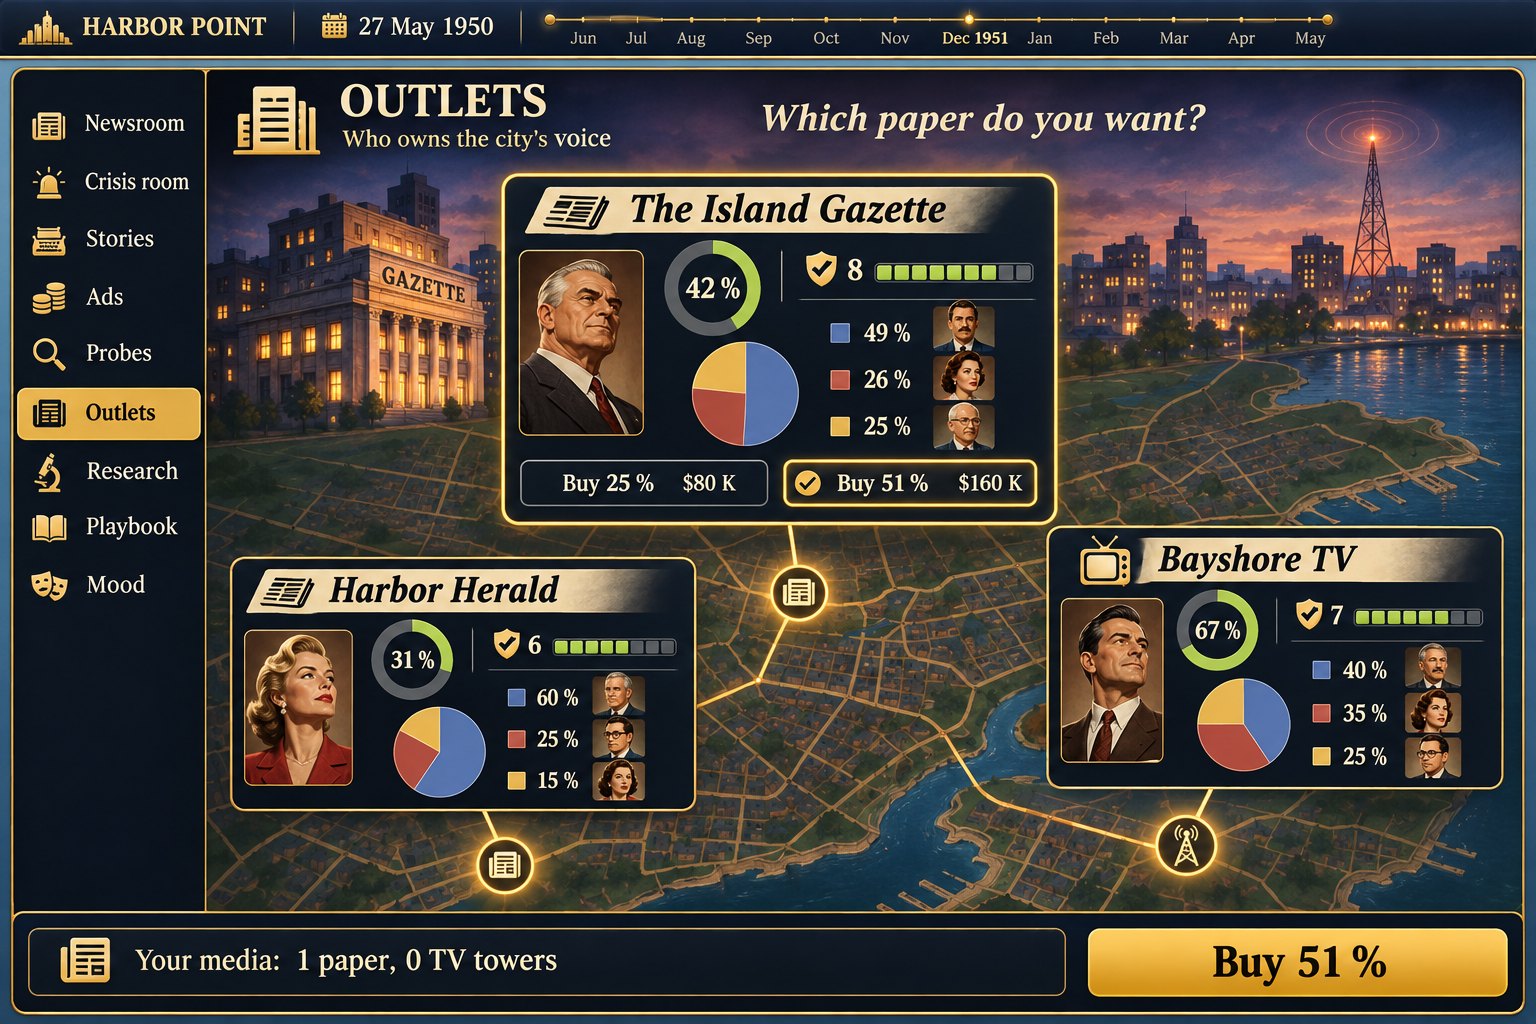 HARBOR POINT
27 May 1950
Jun Jul Aug Sep Oct Nov Dec 1951 Jan Feb Mar Apr May
Newsroom
Crisis room
Stories
Ads
Probes
Outlets
Research
Playbook
Mood
OUTLETS
Who owns the city's voice
Which paper do you want?
GAZETTE
The Island Gazette
42 %
8
49 %
26 %
25 %
Buy 25 % $80 K
Buy 51 % $160 K
Harbor Herald
31 %
6
60 %
25 %
15 %
Bayshore TV
67 %
7
40 %
35 %
25 %
Your media: 1 paper, 0 TV towers
Buy 51 %